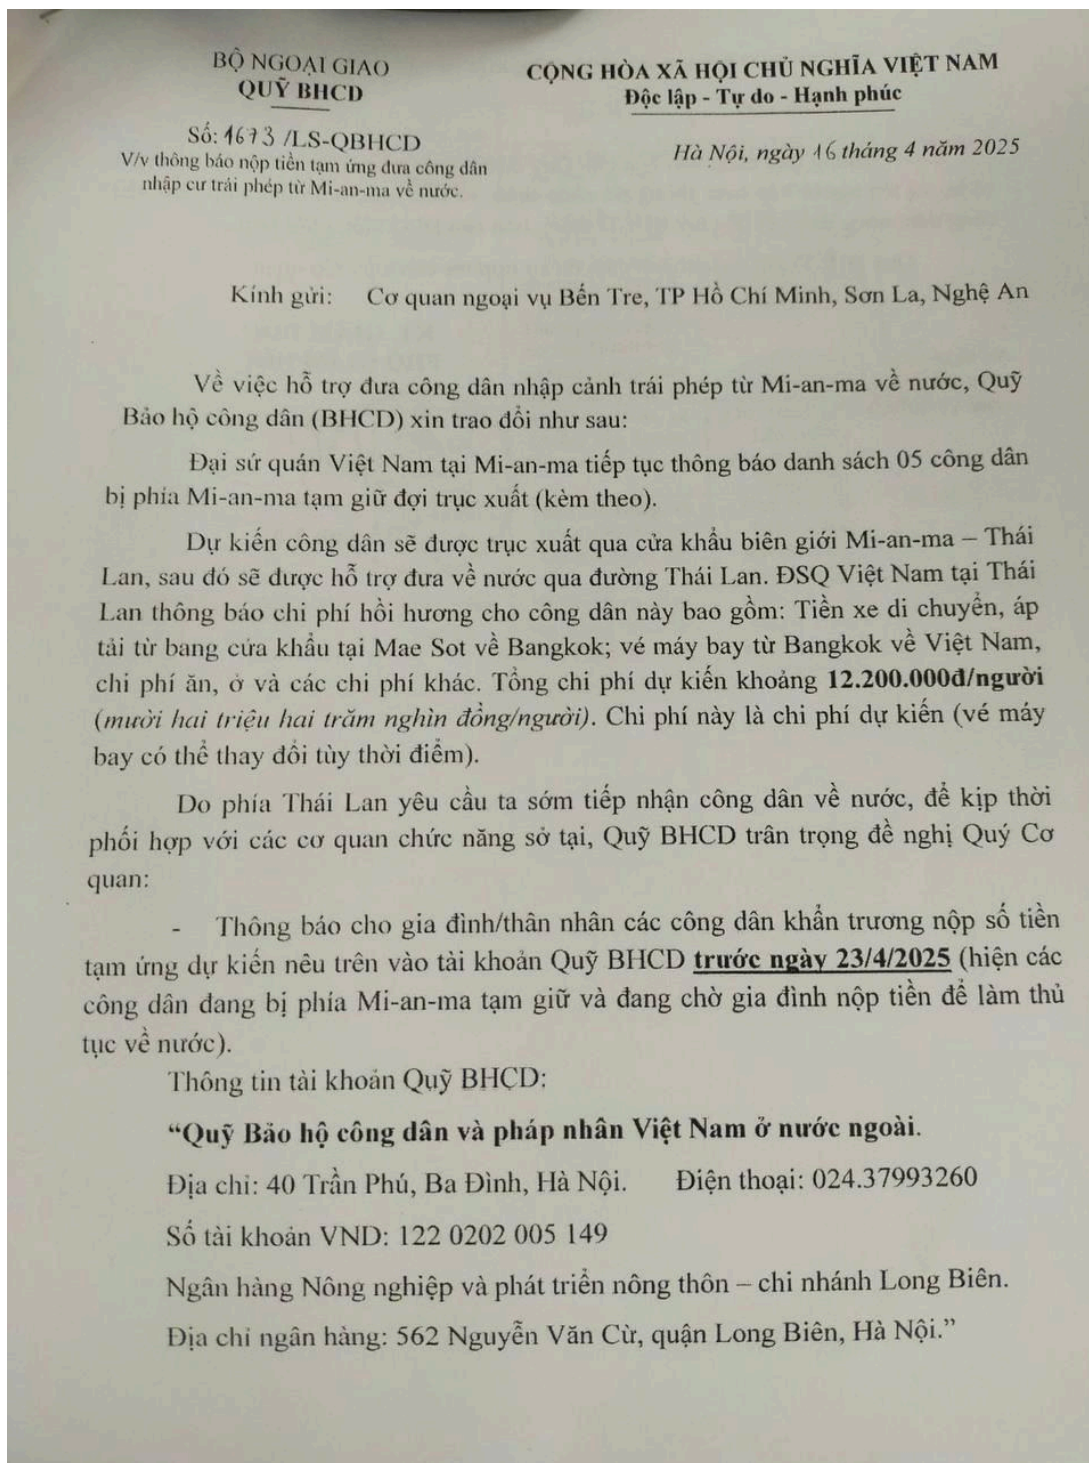 BỘ NGOẠI GIAO
QUỸ BHCD
CỘNG HÒA XÃ HỘI CHỦ NGHĨA VIỆT NAM
Độc lập - Tự do - Hạnh phúc
Số: 1673 /LS-QBHCD
V/v thông báo nộp tiền tạm ứng đưa công dân
nhập cư trái phép từ Mi-an-ma về nước.
Hà Nội, ngày 16 tháng 4 năm 2025
Kính gửi: Cơ quan ngoại vụ Bến Tre, TP Hồ Chí Minh, Sơn La, Nghệ An
Về việc hỗ trợ đưa công dân nhập cảnh trái phép từ Mi-an-ma về nước, Quỹ
Bảo hộ công dân (BHCD) xin trao đổi như sau:
Đại sứ quán Việt Nam tại Mi-an-ma tiếp tục thông báo danh sách 05 công dân
bị phía Mi-an-ma tạm giữ đợi trục xuất (kèm theo).
Dự kiến công dân sẽ được trục xuất qua cửa khẩu biên giới Mi-an-ma – Thái
Lan, sau đó sẽ được hỗ trợ đưa về nước qua đường Thái Lan. ĐSQ Việt Nam tại Thái
Lan thông báo chi phí hồi hương cho công dân này bao gồm: Tiền xe di chuyển, áp
tải từ bang cửa khẩu tại Mae Sot về Bangkok; vé máy bay từ Bangkok về Việt Nam,
chi phí ăn, ở và các chi phí khác. Tổng chi phí dự kiến khoảng 12.200.000đ/người
(mười hai triệu hai trăm nghìn đồng/người). Chi phí này là chi phí dự kiến (vé máy
bay có thể thay đổi tùy thời điểm).
Do phía Thái Lan yêu cầu ta sớm tiếp nhận công dân về nước, để kịp thời
phối hợp với các cơ quan chức năng sở tại, Quỹ BHCD trân trọng đề nghị Quý Cơ
quan:
- Thông báo cho gia đình/thân nhân các công dân khẩn trương nộp số tiền
tạm ứng dự kiến nêu trên vào tài khoản Quỹ BHCD trước ngày 23/4/2025 (hiện các
công dân đang bị phía Mi-an-ma tạm giữ và đang chờ gia đình nộp tiền để làm thủ
tục về nước).
Thông tin tài khoản Quỹ BHCD:
“Quỹ Bảo hộ công dân và pháp nhân Việt Nam ở nước ngoài.
Địa chỉ: 40 Trần Phú, Ba Đình, Hà Nội. Điện thoại: 024.37993260
Số tài khoản VND: 122 0202 005 149
Ngân hàng Nông nghiệp và phát triển nông thôn – chi nhánh Long Biên.
Địa chỉ ngân hàng: 562 Nguyễn Văn Cừ, quận Long Biên, Hà Nội.”